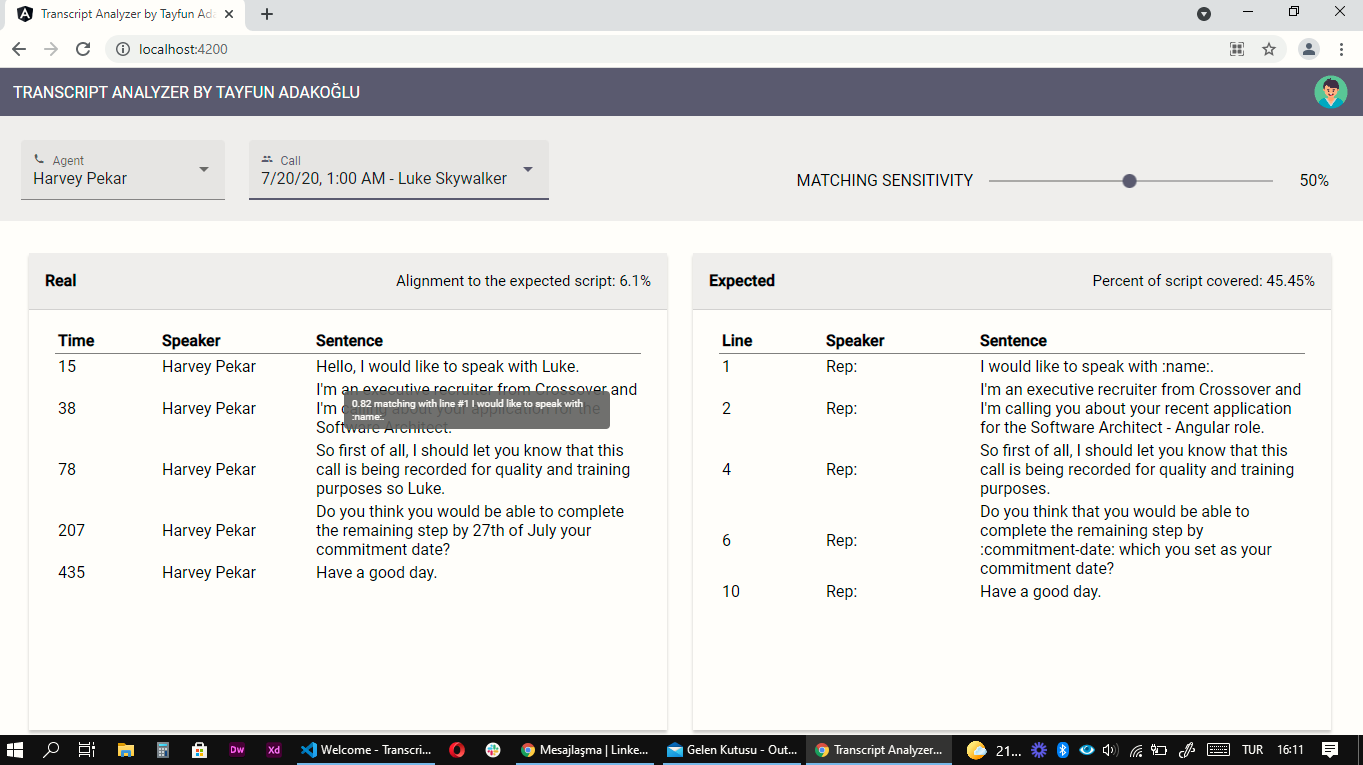 Transcript Analyzer by Tayfun Ada
localhost:4200
TRANSCRIPT ANALYZER BY TAYFUN ADAKOĞLU
Agent
Harvey Pekar
Call
7/20/20, 1:00 AM - Luke Skywalker
MATCHING SENSITIVITY
50%
Real
Alignment to the expected script: 6.1%
Time Speaker Sentence
15 Harvey Pekar Hello, I would like to speak with Luke.
I'm an executive recruiter from Crossover and
38 Harvey Pekar I'm calling about your application for the
Software Architect.
0.82 matching with line #1 I would like to speak with
:name:.
So first of all, I should let you know that this
78 Harvey Pekar call is being recorded for quality and training
purposes so Luke.
Do you think you would be able to complete
207 Harvey Pekar the remaining step by 27th of July your
commitment date?
435 Harvey Pekar Have a good day.
Expected
Percent of script covered: 45.45%
Line Speaker Sentence
1 Rep: I would like to speak with :name:.
I'm an executive recruiter from Crossover and
2 Rep: I'm calling you about your recent application
for the Software Architect - Angular role.
So first of all, I should let you know that this
4 Rep: call is being recorded for quality and training
purposes.
Do you think that you would be able to
complete the remaining step by
6 Rep: :commitment-date: which you set as your
commitment date?
10 Rep: Have a good day.
Dw
Xd
Welcome - Transcri...
Mesajlaşma | Linke...
Gelen Kutusu - Out...
Transcript Analyzer...
21...
TUR
16:11